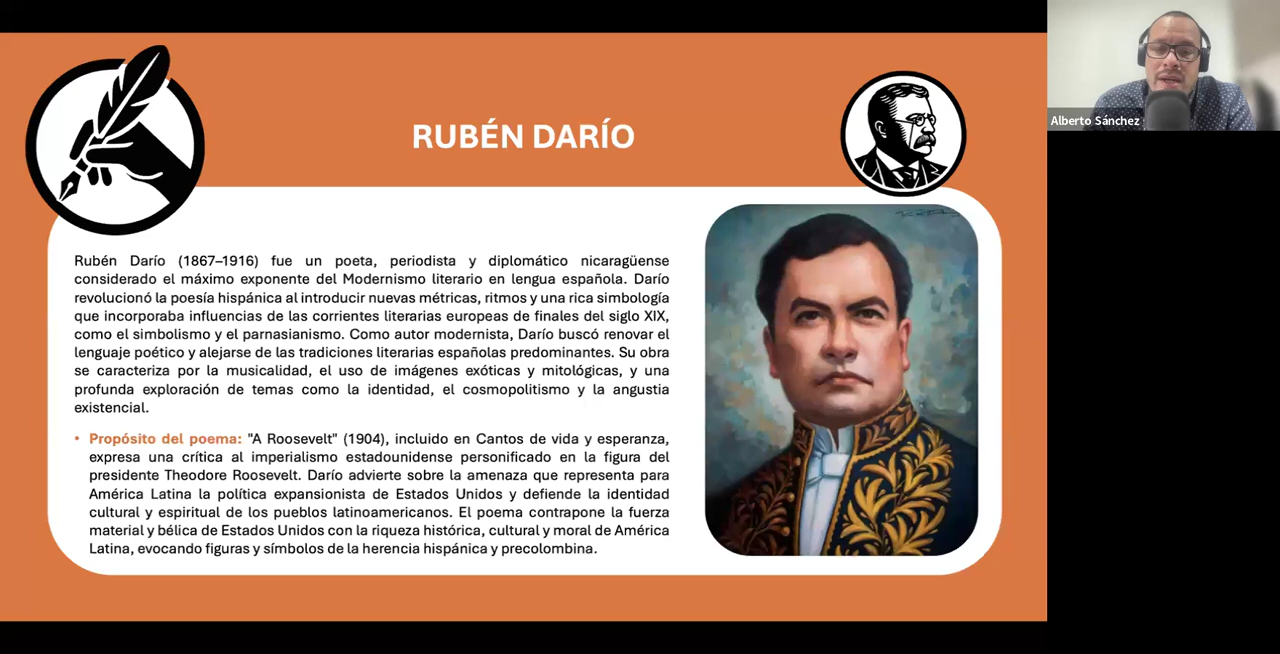 RUBÉN DARÍO
Rubén Darío (1867–1916) fue un poeta, periodista y diplomático nicaragüense
considerado el máximo exponente del Modernismo literario en lengua española. Darío
revolucionó la poesía hispánica al introducir nuevas métricas, ritmos y una rica simbología
que incorporaba influencias de las corrientes literarias europeas de finales del siglo XIX,
como el simbolismo y el parnasianismo. Como autor modernista, Darío buscó renovar el
lenguaje poético y alejarse de las tradiciones literarias españolas predominantes. Su obra
se caracteriza por la musicalidad, el uso de imágenes exóticas y mitológicas, y una
profunda exploración de temas como la identidad, el cosmopolitismo y la angustia
existencial.
• Propósito del poema: "A Roosevelt" (1904), incluido en Cantos de vida y esperanza,
expresa una crítica al imperialismo estadounidense personificado en la figura del
presidente Theodore Roosevelt. Darío advierte sobre la amenaza que representa para
América Latina la política expansionista de Estados Unidos y defiende la identidad
cultural y espiritual de los pueblos latinoamericanos. El poema contrapone la fuerza
material y bélica de Estados Unidos con la riqueza histórica, cultural y moral de América
Latina, evocando figuras y símbolos de la herencia hispánica y precolombina.
Alberto Sánchez